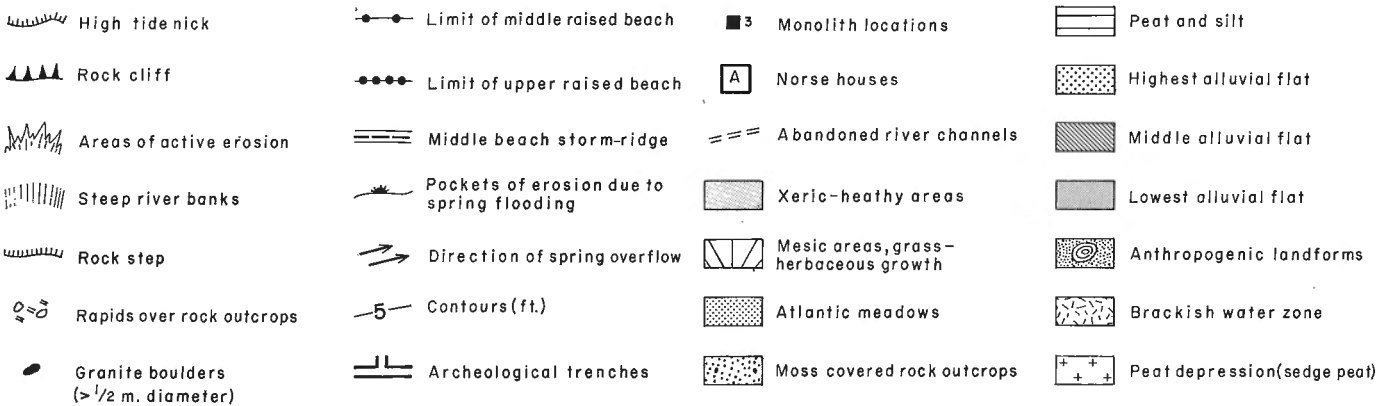 High tide nick
Rock cliff
Areas of active erosion
Steep river banks
Rock step
Rapids over rock outcrops
Granite boulders
(> 1/2 m. diameter)
Limit of middle raised beach
Limit of upper raised beach
Middle beach storm-ridge
Pockets of erosion due to
spring flooding
Direction of spring overflow
5 Contours (ft.)
Archeological trenches
3 Monolith locations
A Norse houses
Abandoned river channels
Xeric-heathy areas
Mesic areas, grass-
herbaceous growth
Atlantic meadows
Moss covered rock outcrops
Peat and silt
Highest alluvial flat
Middle alluvial flat
Lowest alluvial flat
Anthropogenic landforms
Brackish water zone
Peat depression (sedge peat)